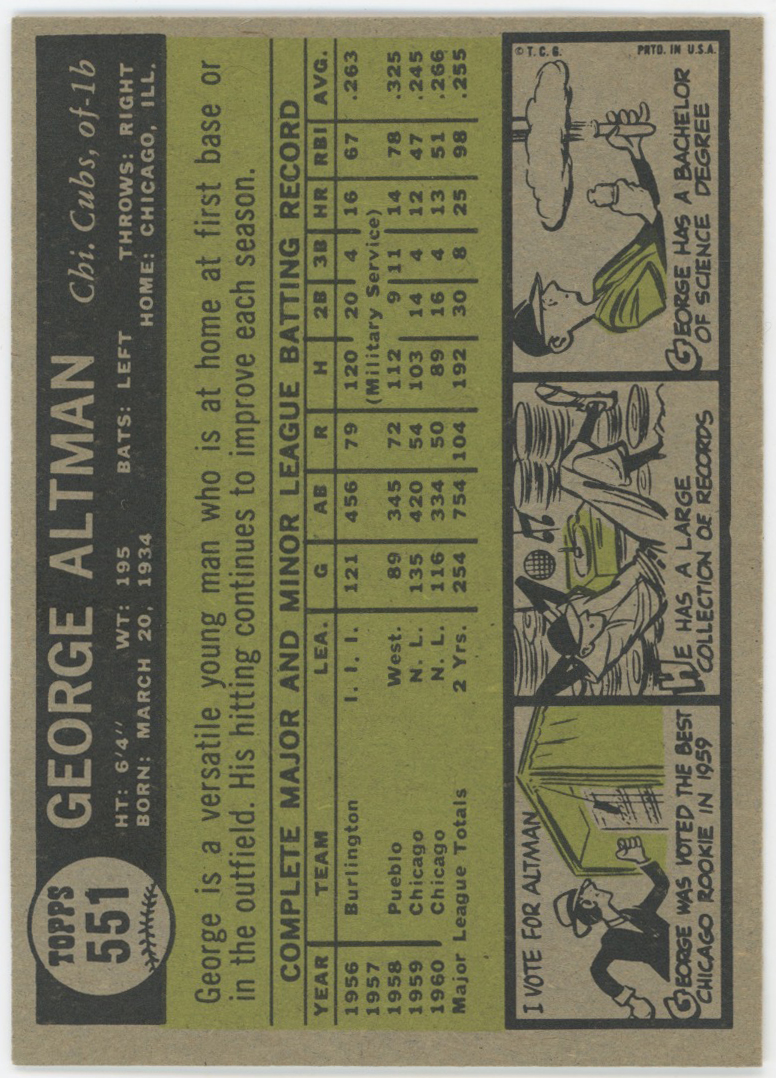 TOPPS
551
GEORGE ALTMAN Chi. Cubs, of-1b
HT: 6'4" WT: 195 BATS: LEFT THROWS: RIGHT
BORN: MARCH 20, 1934 HOME: CHICAGO, ILL.
George is a versatile young man who is at home at first base or
in the outfield. His hitting continues to improve each season.
COMPLETE MAJOR AND MINOR LEAGUE BATTING RECORD
YEAR TEAM LEA. G AB R H 2B 3B HR RBI AVG.
1956 Burlington I. I. I. 121 456 79 120 20 4 16 67 .263
1957 (Military Service)
1958 Pueblo West. 89 345 72 112 9 11 14 78 .325
1959 Chicago N. L. 135 420 54 103 14 4 12 47 .245
1960 Chicago N. L. 116 334 50 89 16 4 13 51 .266
Major League Totals 2 Yrs. 254 754 104 192 30 8 25 98 .255
I VOTE FOR ALTMAN
GEORGE WAS VOTED THE BEST
CHICAGO ROOKIE IN 1959
HE HAS A LARGE
COLLECTION OF RECORDS
© T. C. G. PRTD. IN U.S.A.
GEORGE HAS A BACHELOR
OF SCIENCE DEGREE